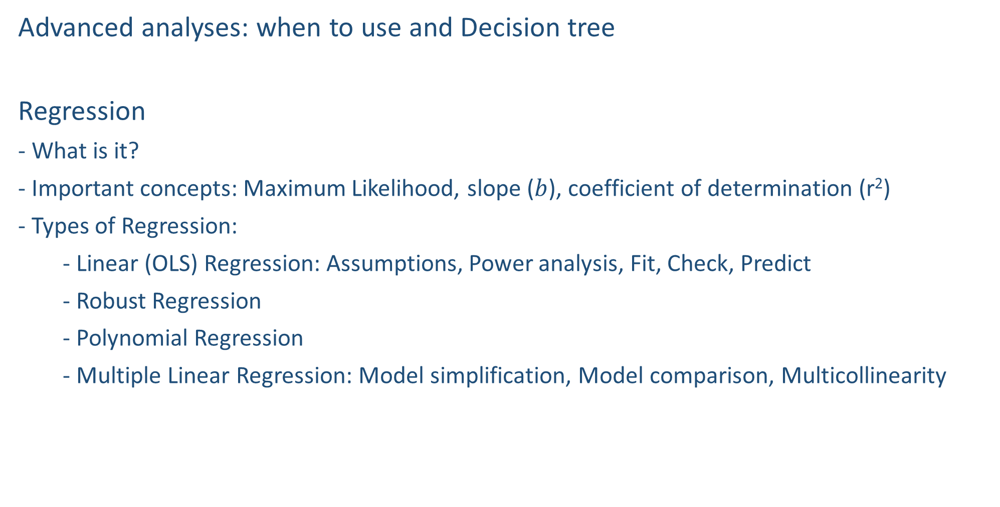 Advanced analyses: when to use and Decision tree
Regression
- What is it?
- Important concepts: Maximum Likelihood, slope (b), coefficient of determination (r²)
- Types of Regression:
- Linear (OLS) Regression: Assumptions, Power analysis, Fit, Check, Predict
- Robust Regression
- Polynomial Regression
- Multiple Linear Regression: Model simplification, Model comparison, Multicollinearity